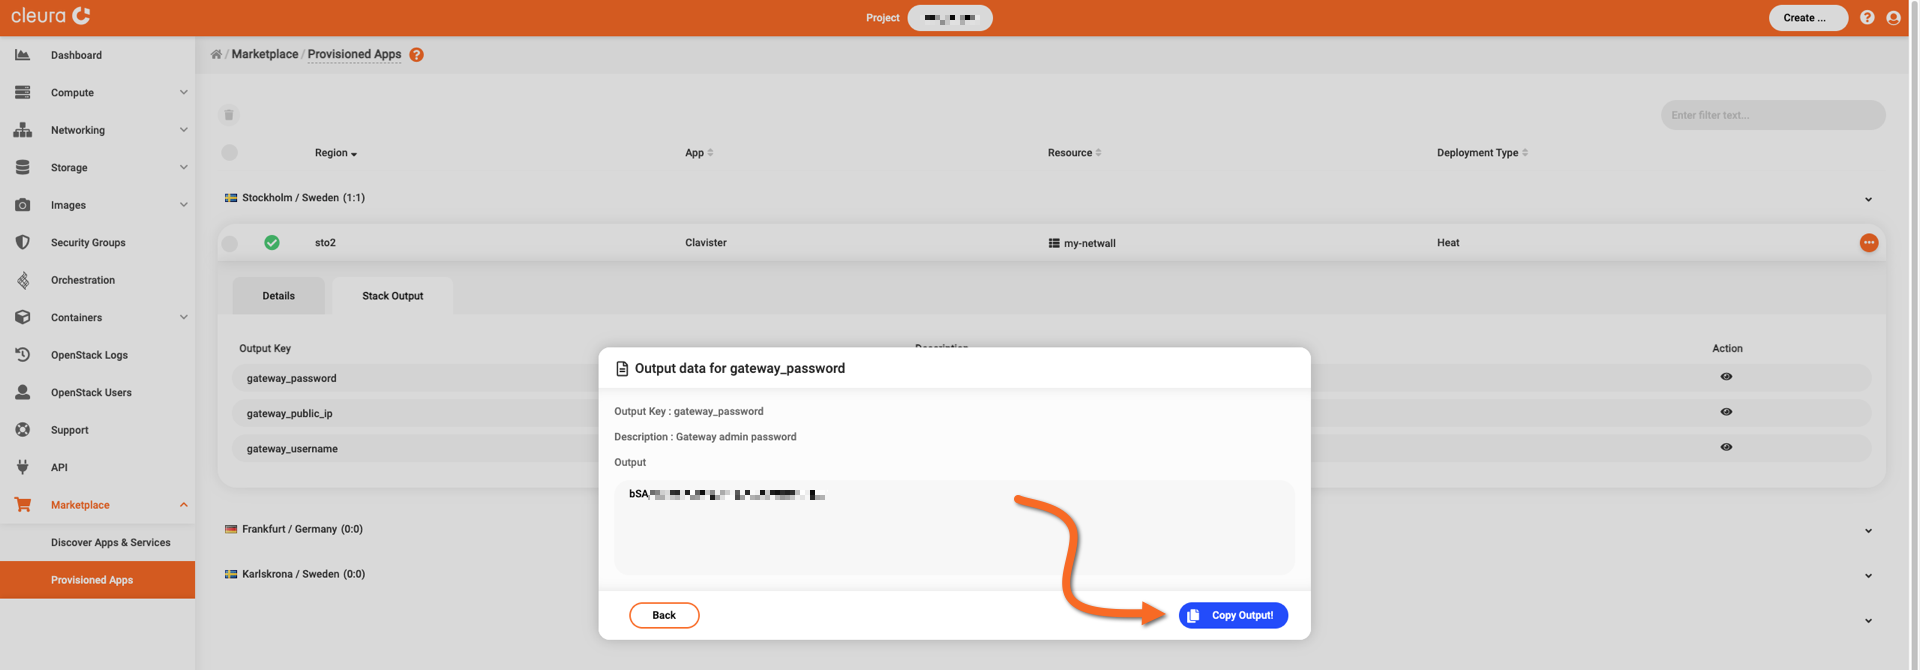 cleura
Project
Create ...
Dashboard
Compute
Networking
Storage
Images
Security Groups
Orchestration
Containers
OpenStack Logs
OpenStack Users
Support
API
Marketplace
Discover Apps & Services
Provisioned Apps
/ Marketplace / Provisioned Apps
Enter filter text...
Region App Resource Deployment Type
Stockholm / Sweden (1:1)
sto2 Clavister my-netwall Heat
Details Stack Output
Output Key Description Action
gateway_password
gateway_public_ip
gateway_username
Output data for gateway_password
Output Key : gateway_password
Description : Gateway admin password
Output
bSA
Back Copy Output!
Frankfurt / Germany (0:0)
Karlskrona / Sweden (0:0)